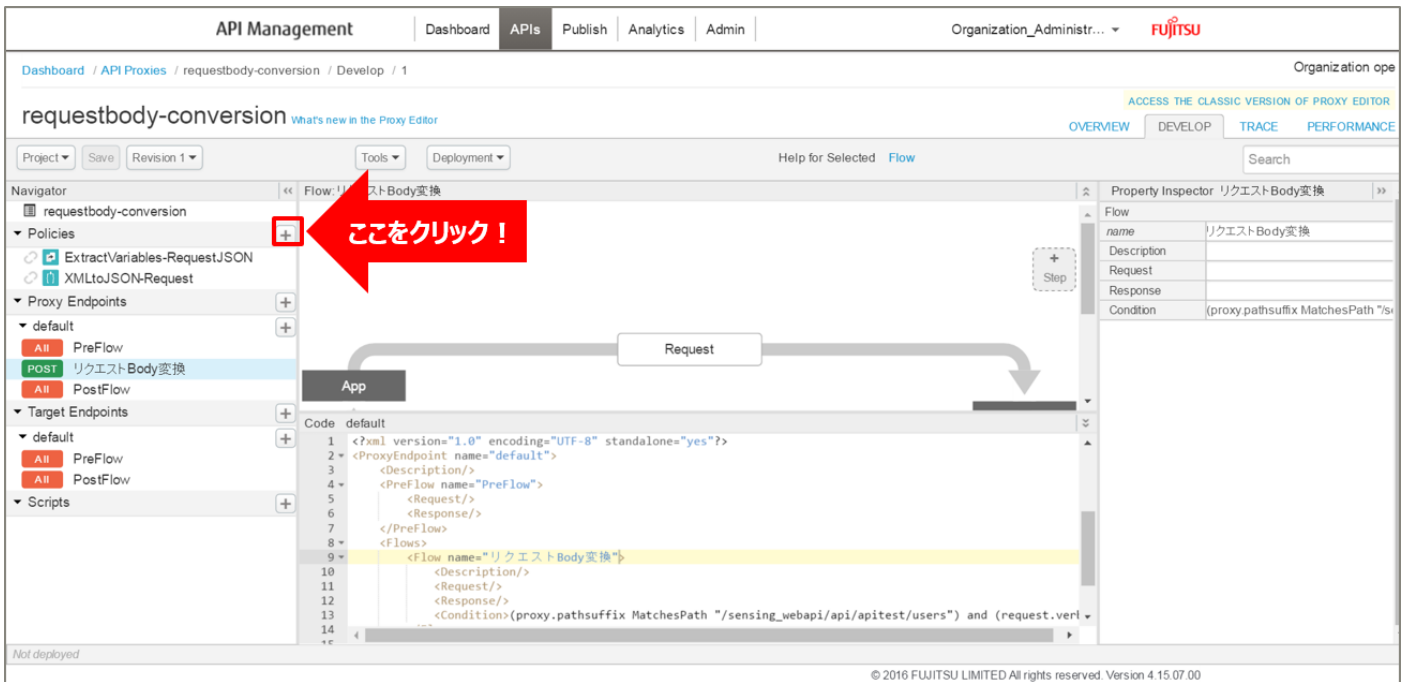 API Management Dashboard APIs Publish Analytics Admin Organization_Administr... FUJITSU
Dashboard / API Proxies / requestbody-conversion / Develop / 1 Organization ope
ACCESS THE CLASSIC VERSION OF PROXY EDITOR
requestbody-conversion What's new in the Proxy Editor
OVERVIEW DEVELOP TRACE PERFORMANCE
Project Save Revision 1 Tools Deployment Help for Selected Flow Search
Navigator
requestbody-conversion
Policies
ExtractVariables-RequestJSON
XMLtoJSON-Request
Proxy Endpoints
default
All PreFlow
POST リクエストBody変換
All PostFlow
Target Endpoints
default
All PreFlow
All PostFlow
Scripts
Flow:リクエストBody変換
ここをクリック！
+
Step
Request
App
Code default
1 <?xml version="1.0" encoding="UTF-8" standalone="yes"?>
2 <ProxyEndpoint name="default">
3 <Description/>
4 <PreFlow name="PreFlow">
5 <Request/>
6 <Response/>
7 </PreFlow>
8 <Flows>
9 <Flow name="リクエストBody変換">
10 <Description/>
11 <Request/>
12 <Response/>
13 <Condition>(proxy.pathsuffix MatchesPath "/sensing_webapi/api/apitest/users") and (request.verb
14
Property Inspector リクエストBody変換
Flow
name リクエストBody変換
Description
Request
Response
Condition (proxy.pathsuffix MatchesPath "/se
Not deployed
© 2016 FUJITSU LIMITED All rights reserved. Version 4.15.07.00